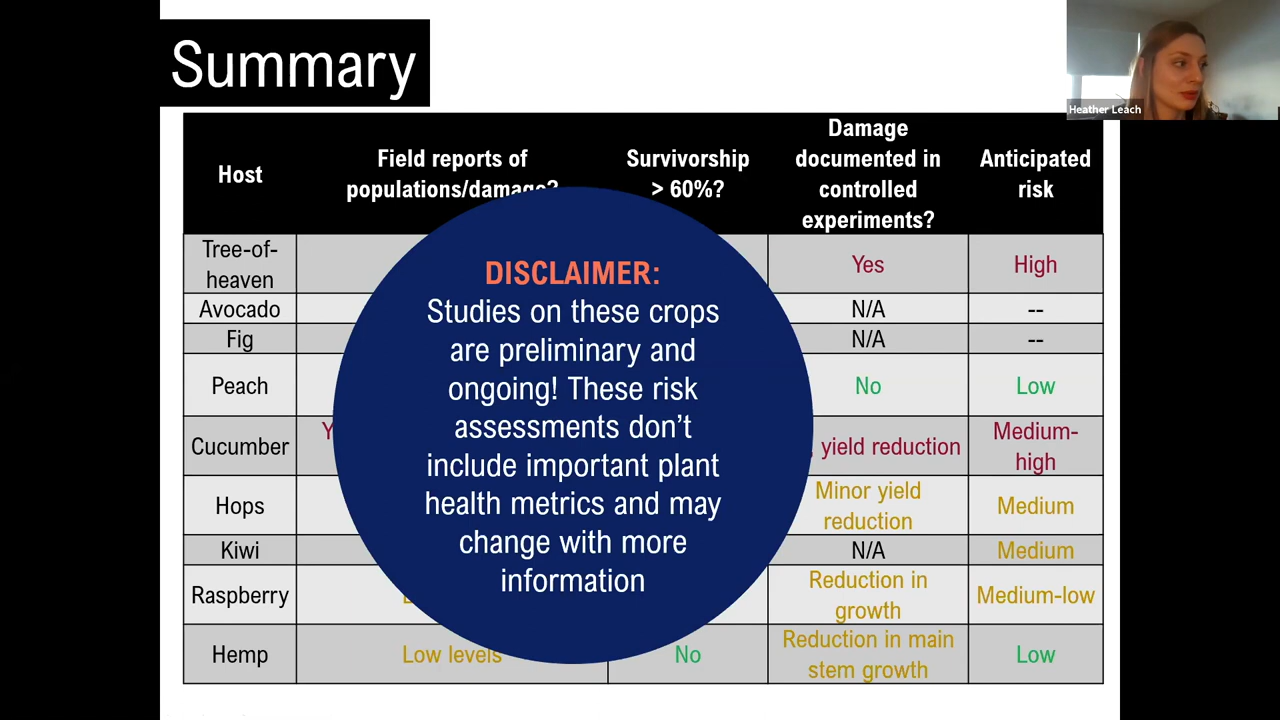 Summary
Heather Leach
Host
Field reports of
populations/damage?
Survivorship
> 60%?
Damage
documented in
controlled
experiments?
Anticipated
risk
Tree-of-
heaven
Yes
High
Avocado
N/A
--
Fig
N/A
--
Peach
No
Low
Cucumber
yield reduction
Medium-
high
Hops
Minor yield
reduction
Medium
Kiwi
N/A
Medium
Raspberry
Reduction in
growth
Medium-low
Hemp
Low levels
No
Reduction in main
stem growth
Low
DISCLAIMER:
Studies on these crops
are preliminary and
ongoing! These risk
assessments don't
include important plant
health metrics and may
change with more
information